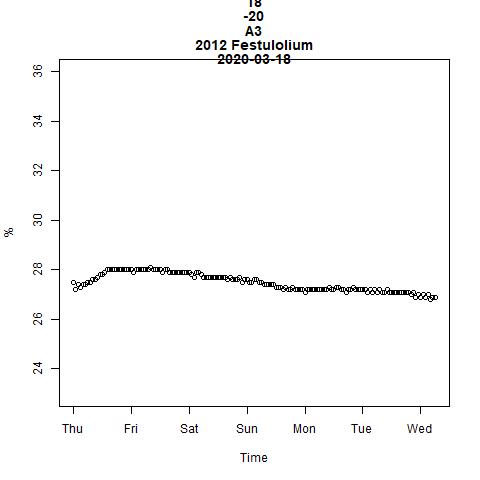 18
-20
A3
2012 Festulolium
2020-03-18
36
34
32
30
28
26
24
%
Thu Fri Sat Sun Mon Tue Wed
Time